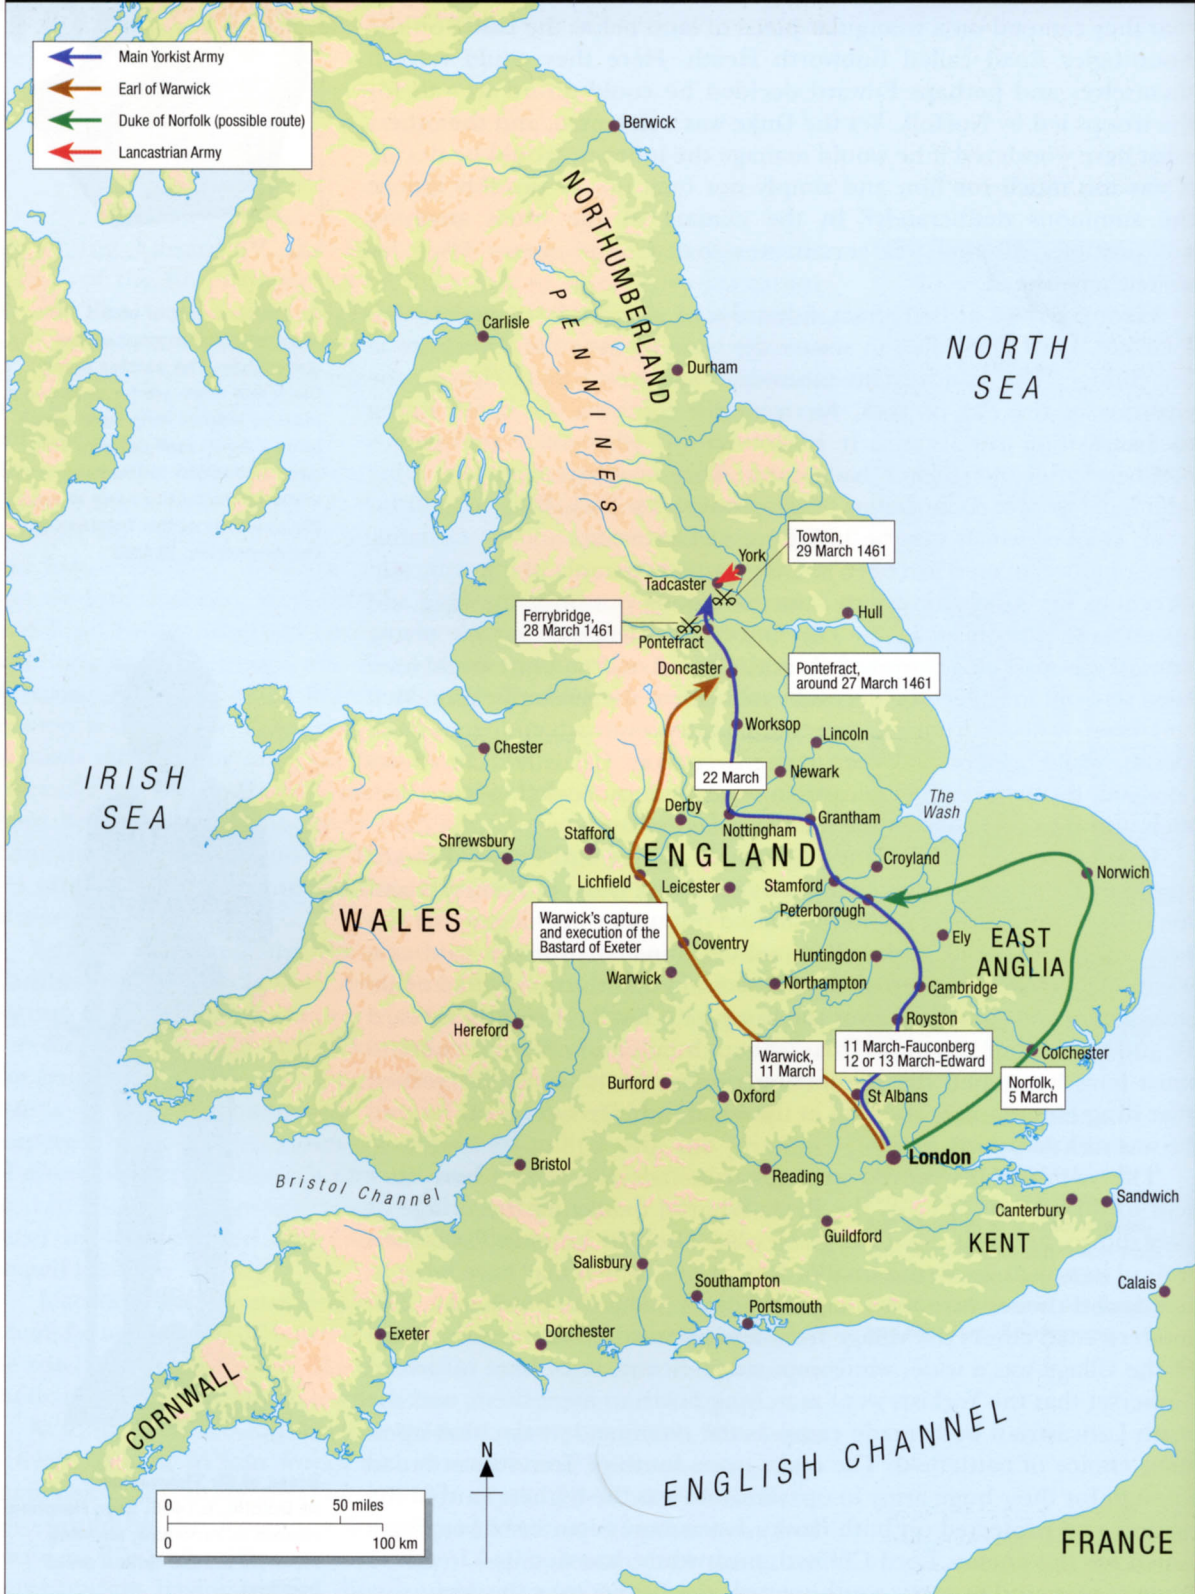 Main Yorkist Army
Earl of Warwick
Duke of Norfolk (possible route)
Lancastrian Army
Berwick
NORTHUMBERLAND
PENNINES
Carlisle
Durham
NORTH
SEA
Towton,
29 March 1461
York
Tadcaster
Ferrybridge,
28 March 1461
Hull
Pontefract
Pontefract,
around 27 March 1461
Doncaster
Worksop
Lincoln
Chester
IRISH
SEA
22 March
Newark
The
Wash
Derby
Nottingham
Grantham
Stafford
Shrewsbury
ENGLAND
Croyland
Norwich
Lichfield
Leicester
Stamford
Peterborough
WALES
Warwick's capture
and execution of the
Bastard of Exeter
Coventry
Ely
EAST
ANGLIA
Huntingdon
Warwick
Northampton
Cambridge
Hereford
Royston
11 March-Fauconberg
12 or 13 March-Edward
Warwick,
11 March
Colchester
Norfolk,
5 March
Burford
Oxford
St Albans
London
Bristol
Bristol Channel
Reading
Canterbury
Sandwich
Guildford
KENT
Salisbury
Southampton
Calais
Portsmouth
Exeter
Dorchester
CORNWALL
ENGLISH CHANNEL
N
0 50 miles
0 100 km
FRANCE